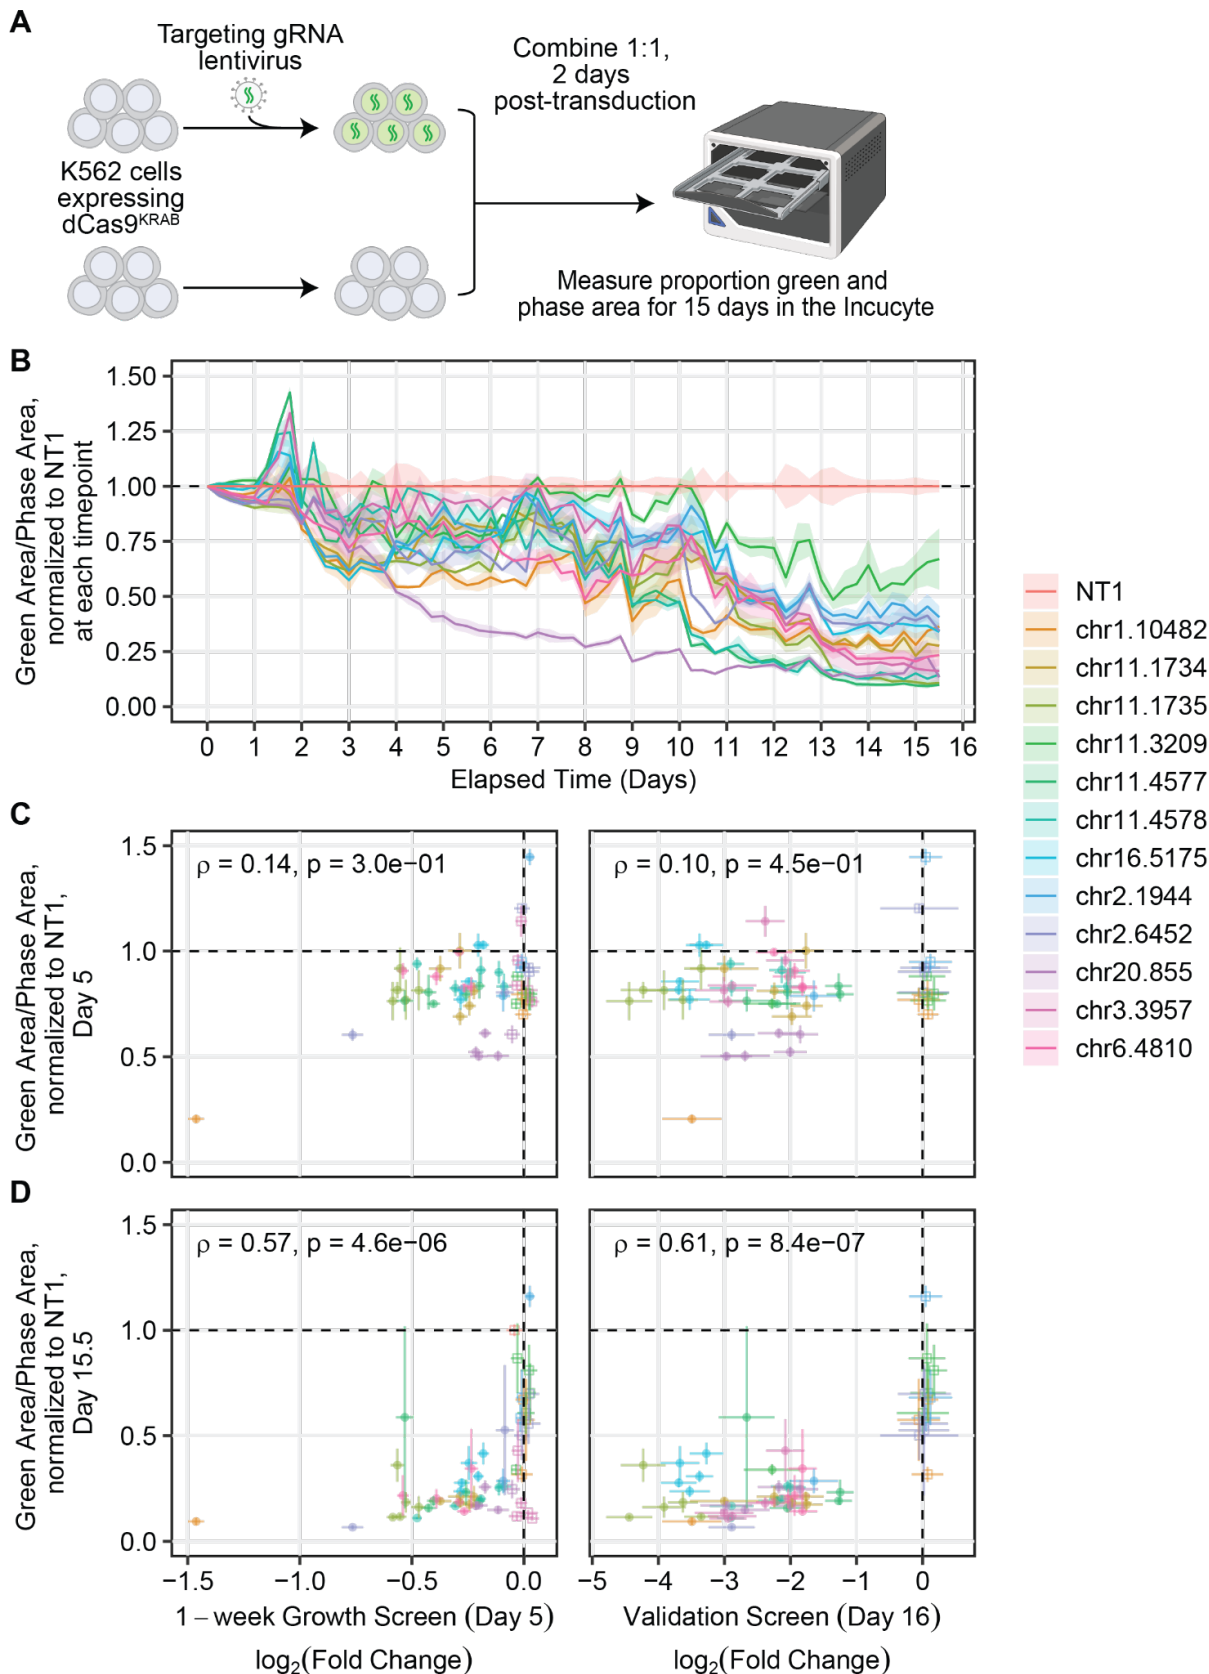 A
Targeting gRNA
lentivirus
Combine 1:1,
2 days
post-transduction
K562 cells
expressing
dCas9KRAB
Measure proportion green and
phase area for 15 days in the Incucyte
B
Green Area/Phase Area,
normalized to NT1
at each timepoint
1.50
1.25
1.00
0.75
0.50
0.25
0.00
0 1 2 3 4 5 6 7 8 9 10 11 12 13 14 15 16
Elapsed Time (Days)
NT1
chr1.10482
chr11.1734
chr11.1735
chr11.3209
chr11.4577
chr11.4578
chr16.5175
chr2.1944
chr2.6452
chr20.855
chr3.3957
chr6.4810
C
Green Area/Phase Area,
normalized to NT1,
Day 5
1.5
1.0
0.5
0.0
ρ = 0.14, p = 3.0e−01
ρ = 0.10, p = 4.5e−01
D
Green Area/Phase Area,
normalized to NT1,
Day 15.5
1.5
1.0
0.5
0.0
ρ = 0.57, p = 4.6e−06
ρ = 0.61, p = 8.4e−07
−1.5 −1.0 −0.5 0.0
−5 −4 −3 −2 −1 0
1−week Growth Screen (Day 5)
log2(Fold Change)
Validation Screen (Day 16)
log2(Fold Change)